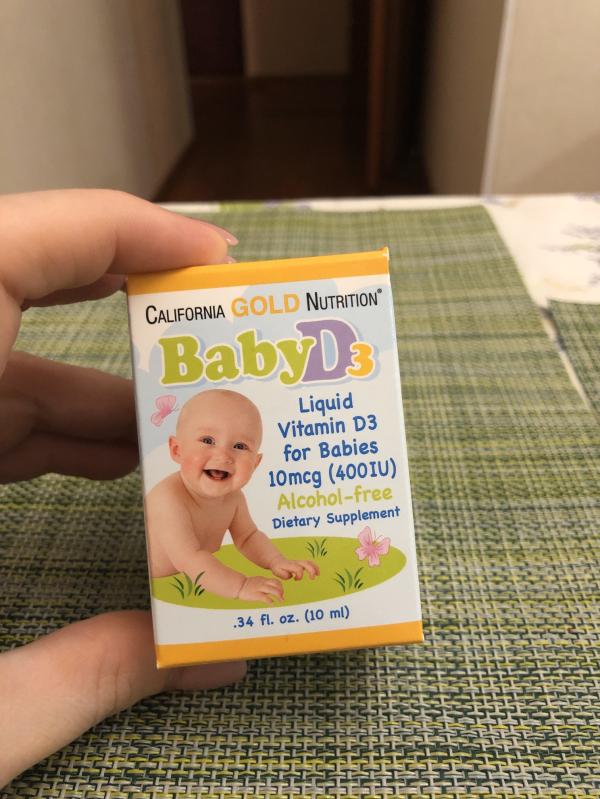 CALIFORNIA GOLD NUTRITION®
BabyD3
Liquid
Vitamin D3
for Babies
10mcg (400IU)
Alcohol-free
Dietary Supplement
.34 fl. oz. (10 ml)